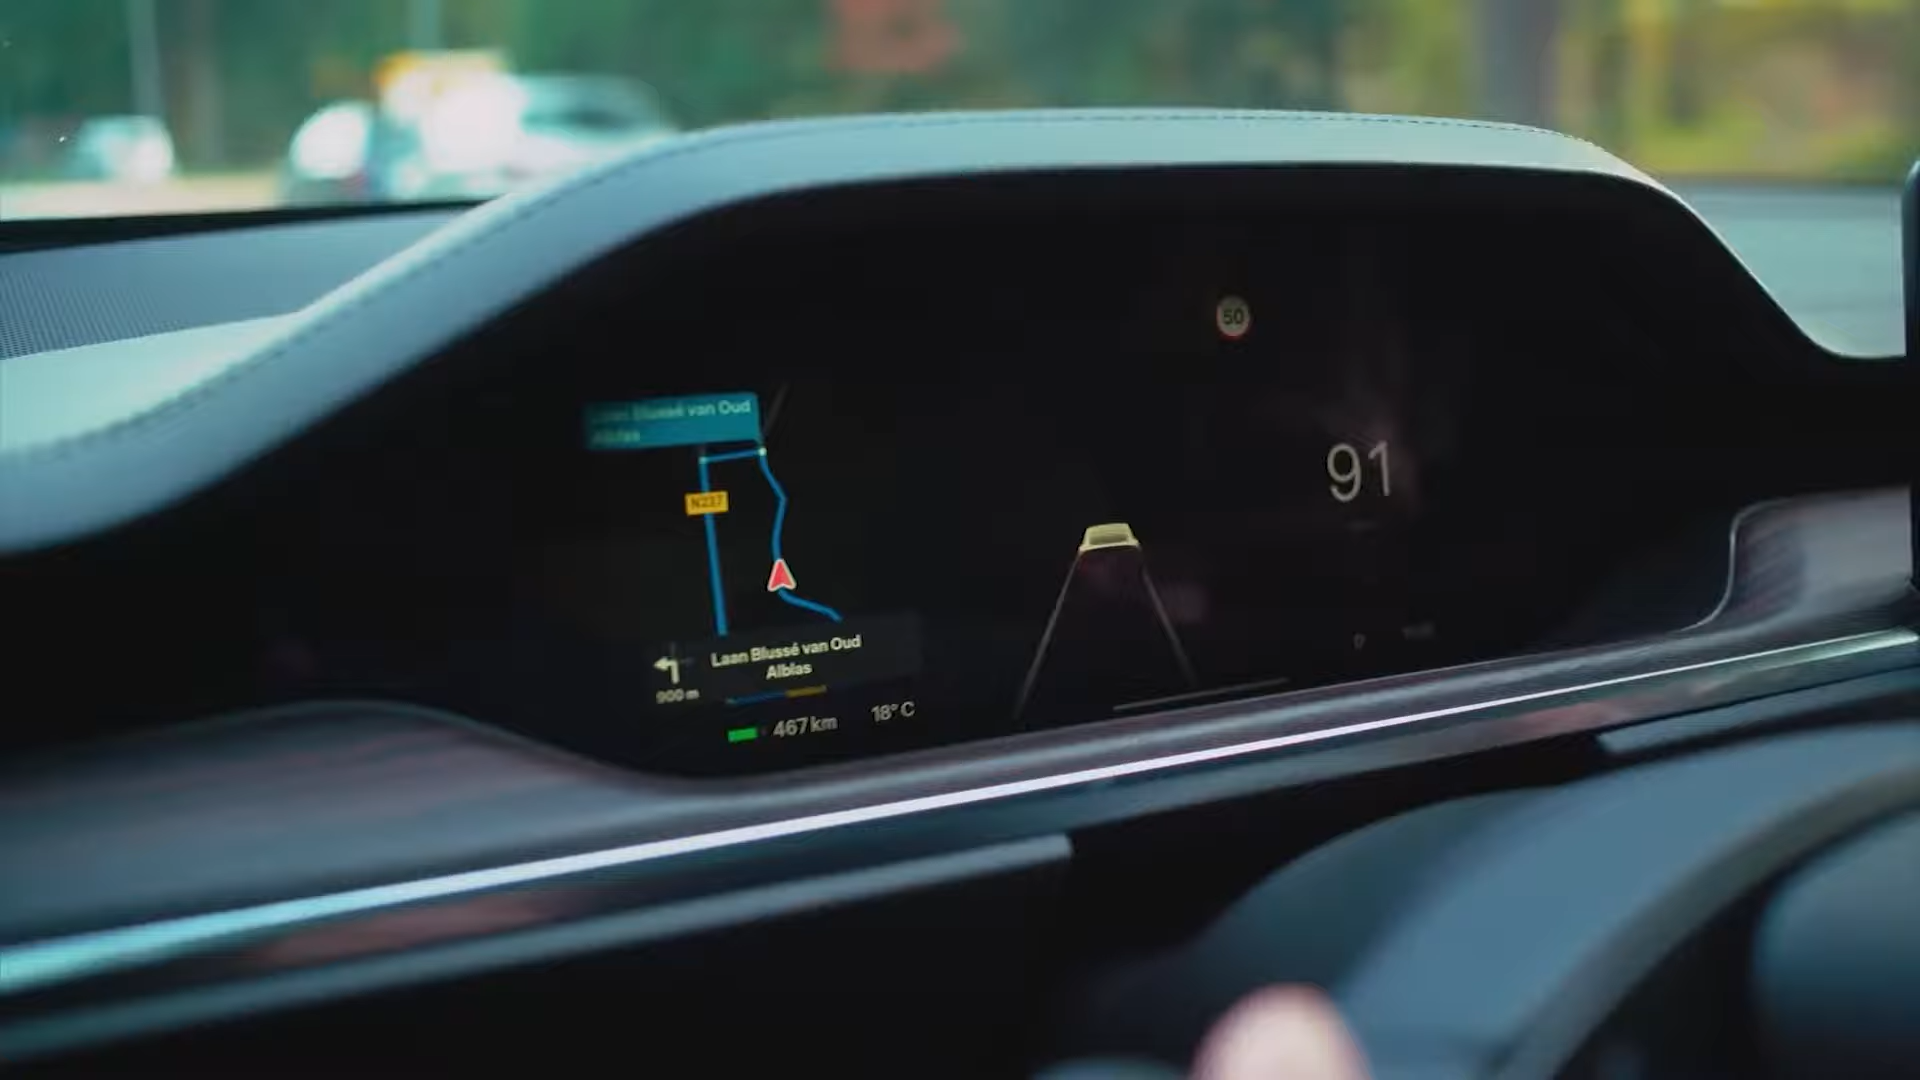 50
Laan Blussé van Oud
Alblas
N237
91
Laan Blussé van Oud
Alblas
900 m
467 km
18°C